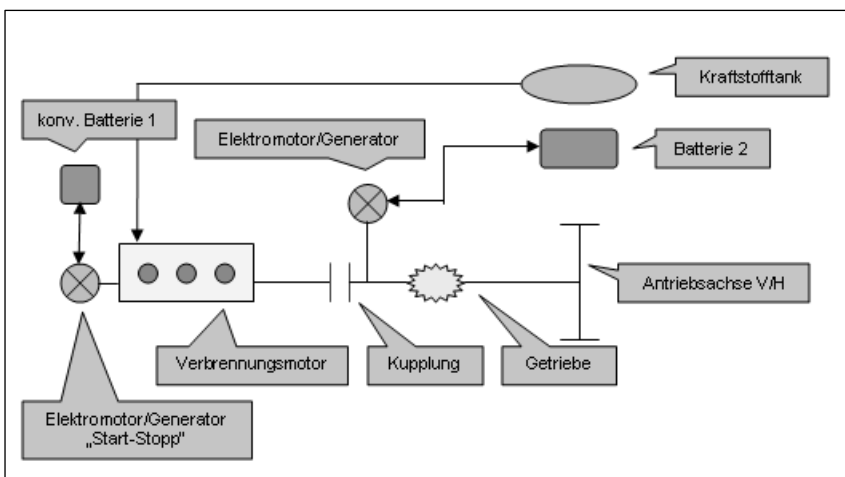 Kraftstofftank
konv. Batterie 1
Elektromotor/Generator
Batterie 2
Antriebsachse V/H
Verbrennungsmotor
Kupplung
Getriebe
Elektromotor/Generator
„Start-Stopp"